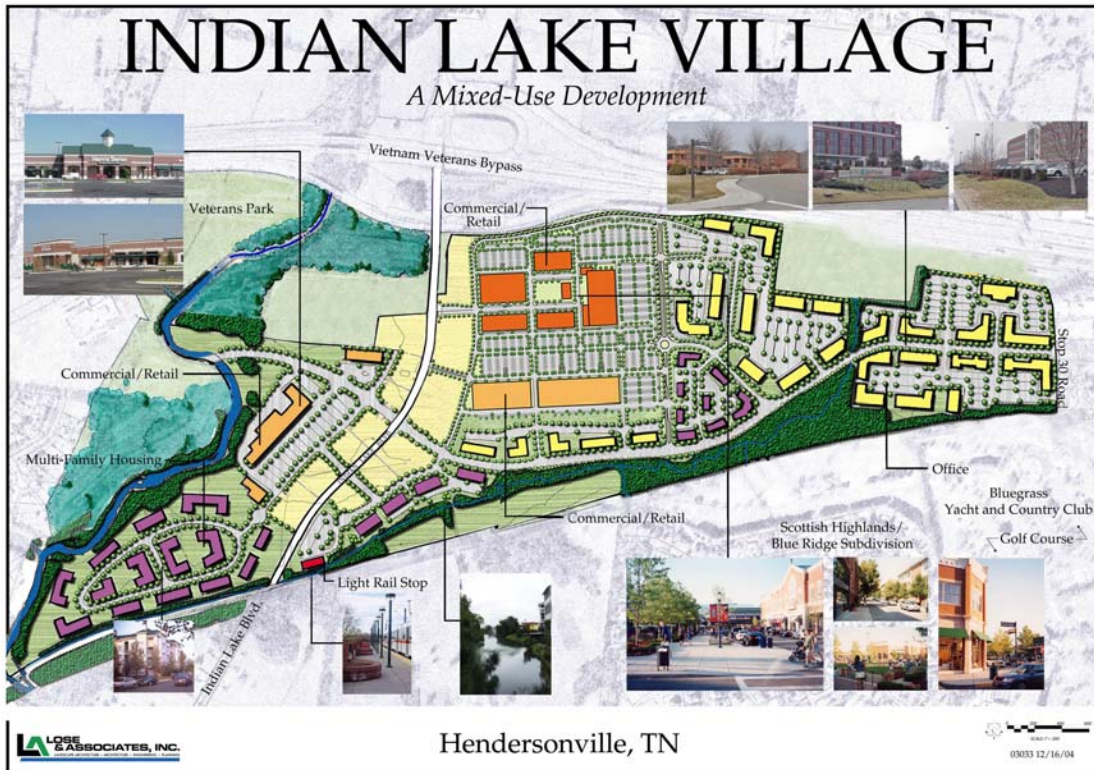 INDIAN LAKE VILLAGE
A Mixed-Use Development
Vietnam Veterans Bypass
Veterans Park
Commercial/
Retail
Commercial/Retail
Stop 30 Road
Multi-Family Housing
Office
Bluegrass
Yacht and Country Club
Golf Course
Commercial/Retail
Scottish Highlands/
Blue Ridge Subdivision
Light Rail Stop
Indian Lake Blvd.
LA LOSE
& ASSOCIATES, INC.
Hendersonville, TN
03033 12/16/04